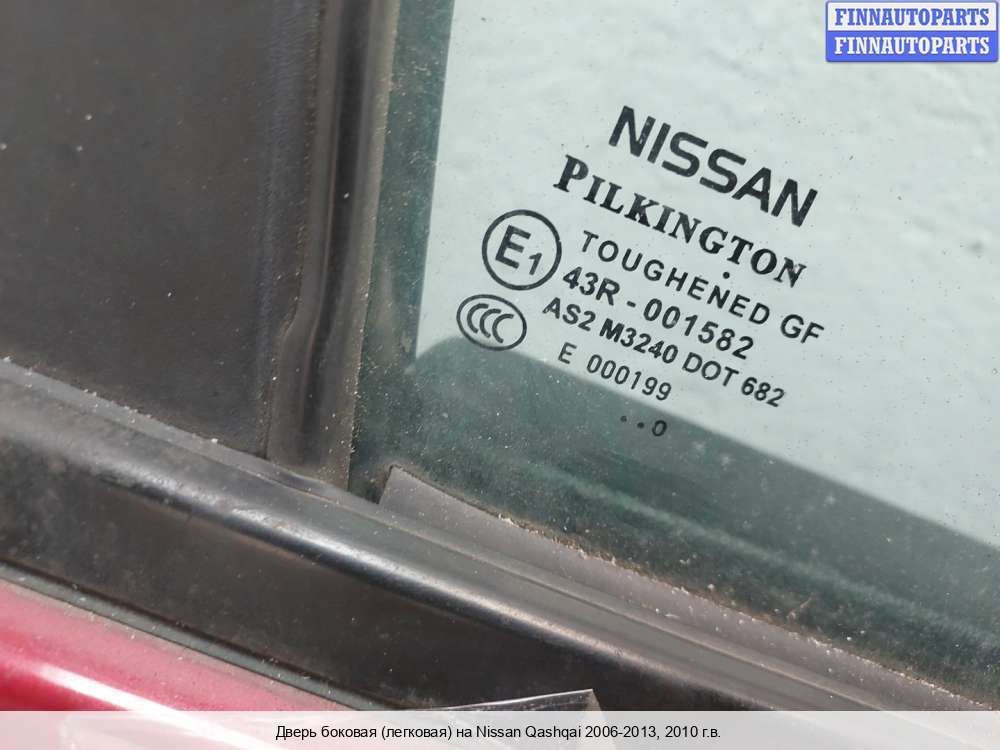 FINNAUTOPARTS
FINNAUTOPARTS
NISSAN
PILKINGTON
TOUGHENED GF
E1
43R - 001582
CCC
AS2 M3240 DOT 682
E 000199
. . 0
Дверь боковая (легковая) на Nissan Qashqai 2006-2013, 2010 г.в.